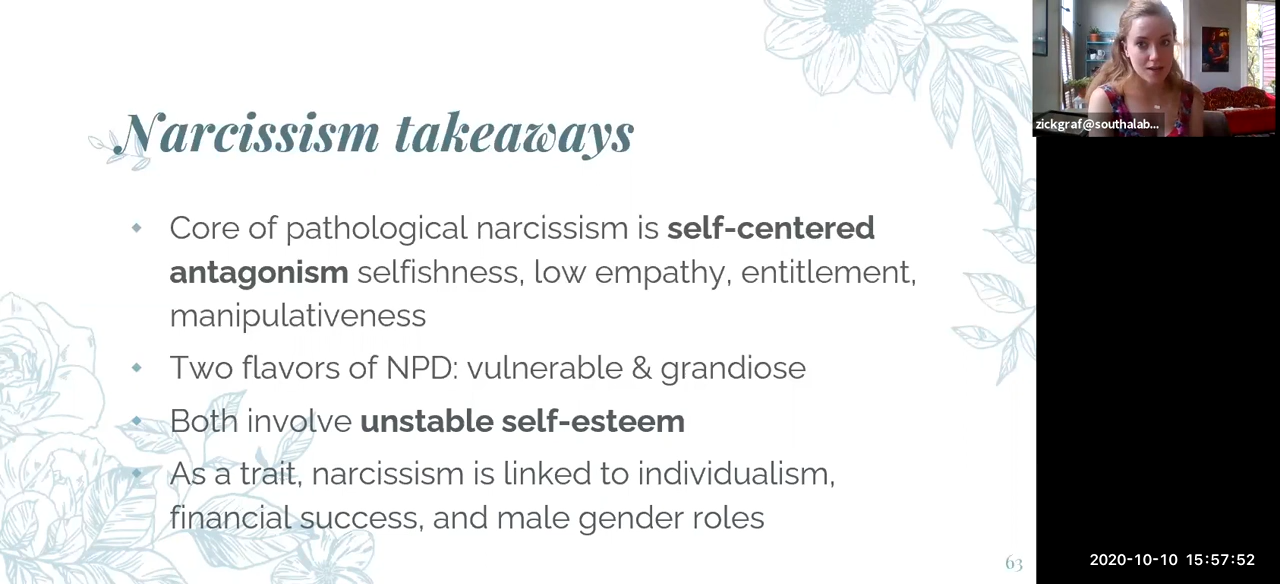 Narcissism takeaways
Core of pathological narcissism is self-centered
antagonism selfishness, low empathy, entitlement,
manipulativeness
Two flavors of NPD: vulnerable & grandiose
Both involve unstable self-esteem
As a trait, narcissism is linked to individualism,
financial success, and male gender roles
63
zickgraf@southalab...
2020-10-10 15:57:52